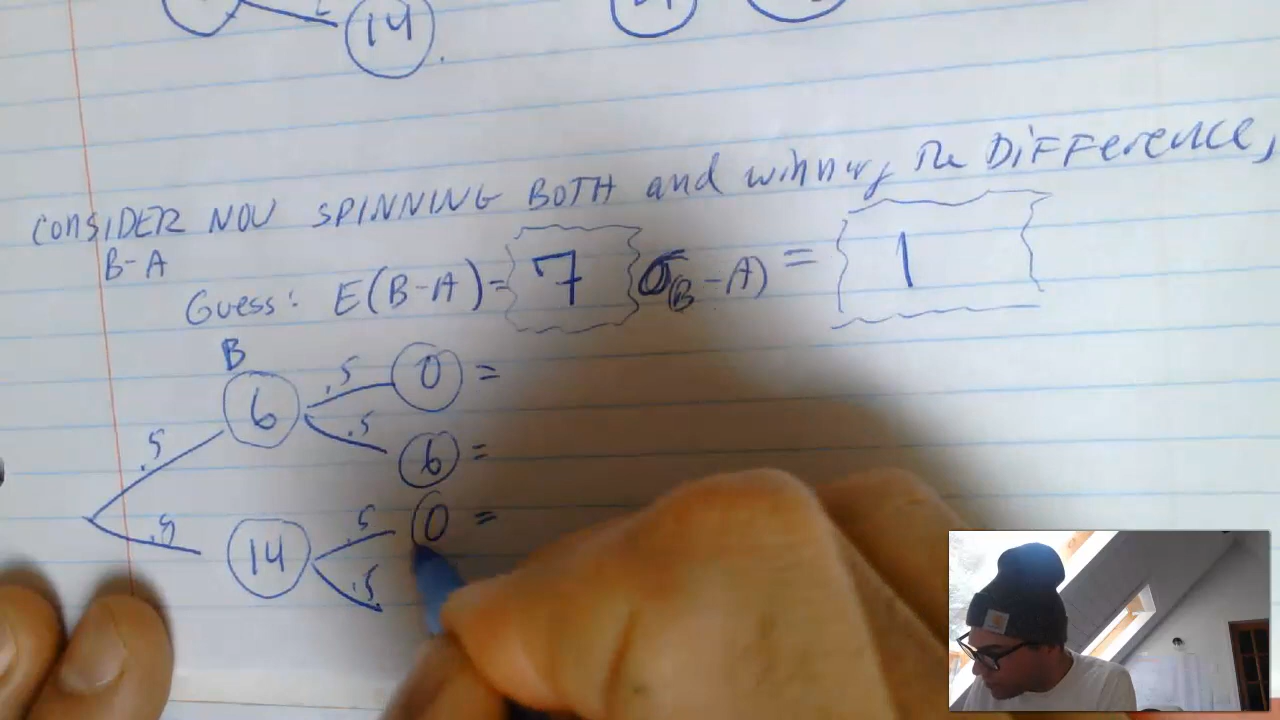 14
CONSIDER NOW SPINNING BOTH and the DIFFerence,
B-A
Guess: E(B-A)= 7 σ(B-A) = 1
B
.5 6 .5 0 =
.5 6 =
.5 14 .5 0 =
.5